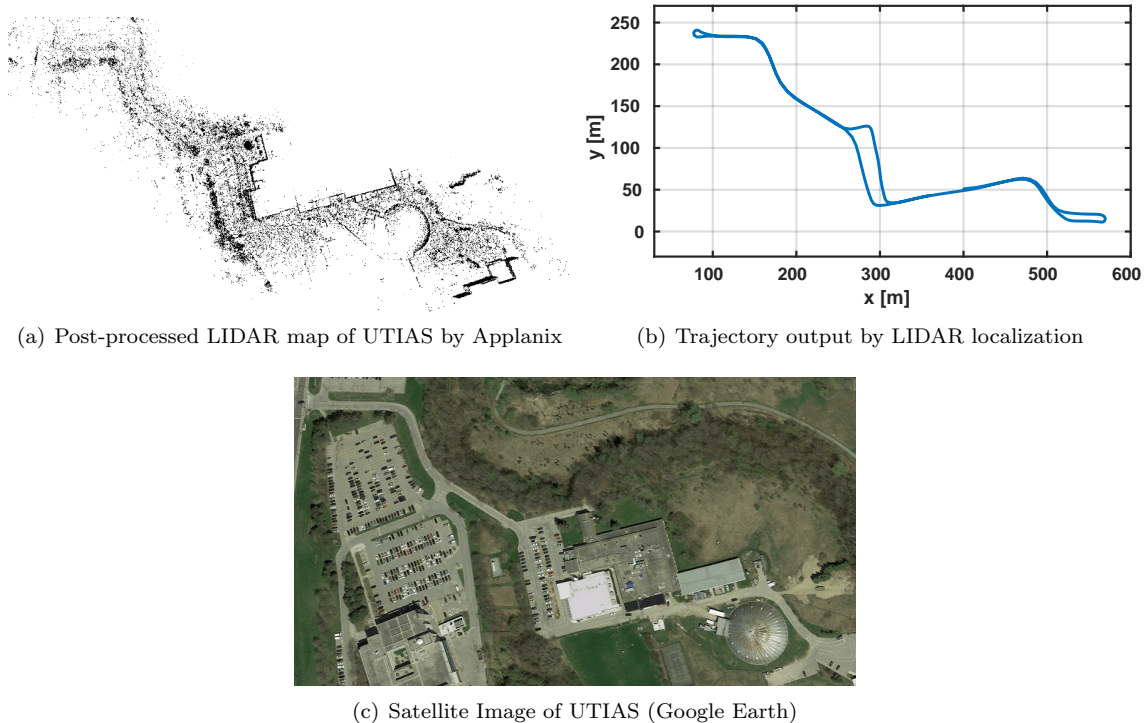 250
200
150
100
50
0
y [m]
100 200 300 400 500 600
x [m]
(a) Post-processed LIDAR map of UTIAS by Applanix
(b) Trajectory output by LIDAR localization
(c) Satellite Image of UTIAS (Google Earth)